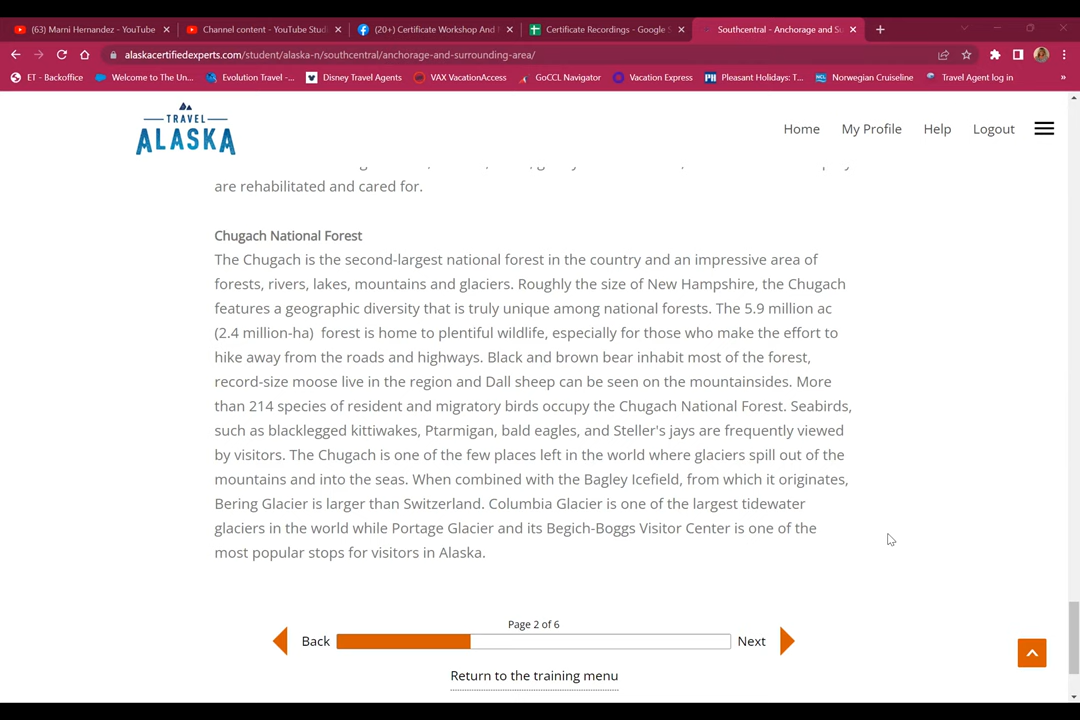 (63) Marni Hernandez - YouTube
Channel content - YouTube Stud
(20+) Certificate Workshop And
Certificate Recordings - Google S
Southcentral - Anchorage and Su
alaskacertifiedexperts.com/student/alaska-n/southcentral/anchorage-and-surrounding-area/
ET - Backoffice
Welcome to The Un...
Evolution Travel -...
Disney Travel Agents
VAX VacationAccess
GoCCL Navigator
Vacation Express
Pleasant Holidays: T...
Norwegian Cruiseline
Travel Agent log in
TRAVEL
ALASKA
Home
My Profile
Help
Logout
are rehabilitated and cared for.
Chugach National Forest
The Chugach is the second-largest national forest in the country and an impressive area of
forests, rivers, lakes, mountains and glaciers. Roughly the size of New Hampshire, the Chugach
features a geographic diversity that is truly unique among national forests. The 5.9 million ac
(2.4 million-ha) forest is home to plentiful wildlife, especially for those who make the effort to
hike away from the roads and highways. Black and brown bear inhabit most of the forest,
record-size moose live in the region and Dall sheep can be seen on the mountainsides. More
than 214 species of resident and migratory birds occupy the Chugach National Forest. Seabirds,
such as blacklegged kittiwakes, Ptarmigan, bald eagles, and Steller's jays are frequently viewed
by visitors. The Chugach is one of the few places left in the world where glaciers spill out of the
mountains and into the seas. When combined with the Bagley Icefield, from which it originates,
Bering Glacier is larger than Switzerland. Columbia Glacier is one of the largest tidewater
glaciers in the world while Portage Glacier and its Begich-Boggs Visitor Center is one of the
most popular stops for visitors in Alaska.
Page 2 of 6
Back
Next
Return to the training menu